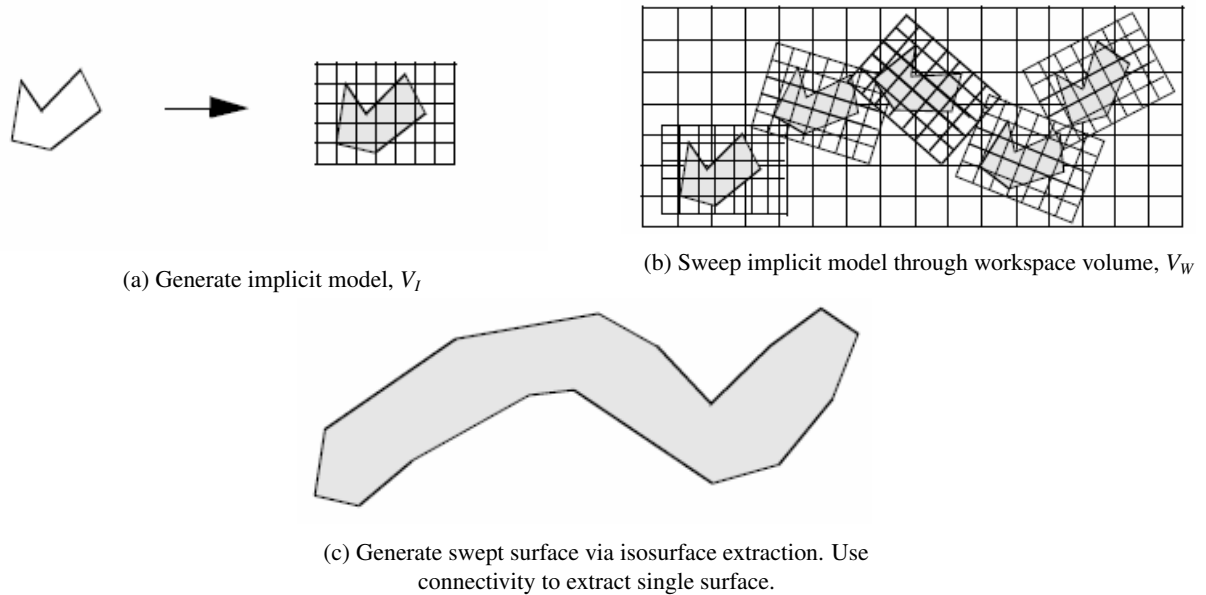 (a) Generate implicit model, V_I
(b) Sweep implicit model through workspace volume, V_W
(c) Generate swept surface via isosurface extraction. Use
connectivity to extract single surface.